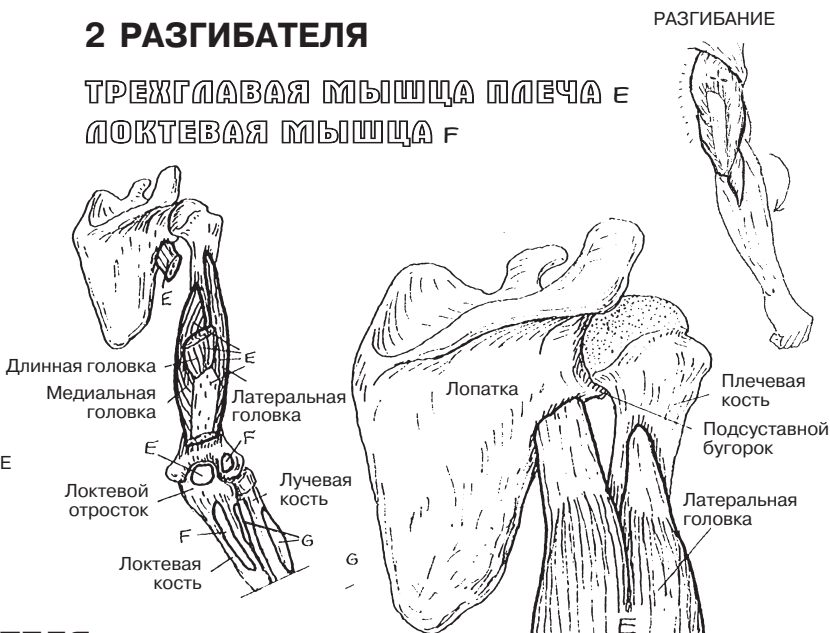 2 РАЗГИБАТЕЛЯ
РАЗГИБАНИЕ
ТРЕХГЛАВАЯ МЫШЦА ПЛЕЧА E
ЛОКТЕВАЯ МЫШЦА F
E
Длинная головка
E
Медиальная
головка
Латеральная
головка
E
F
E
Локтевой
отросток
Лучевая
кость
F
G
Локтевая
кость
G
Лопатка
Плечевая
кость
Подсуставной
бугорок
Латеральная
головка
E